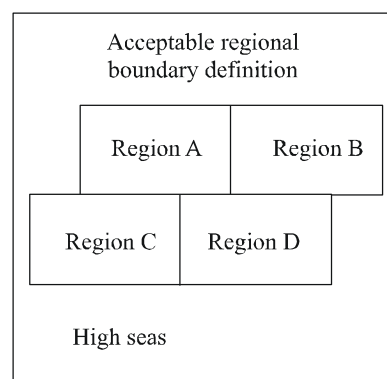 Acceptable regional
boundary definition
Region A
Region B
Region C
Region D
High seas